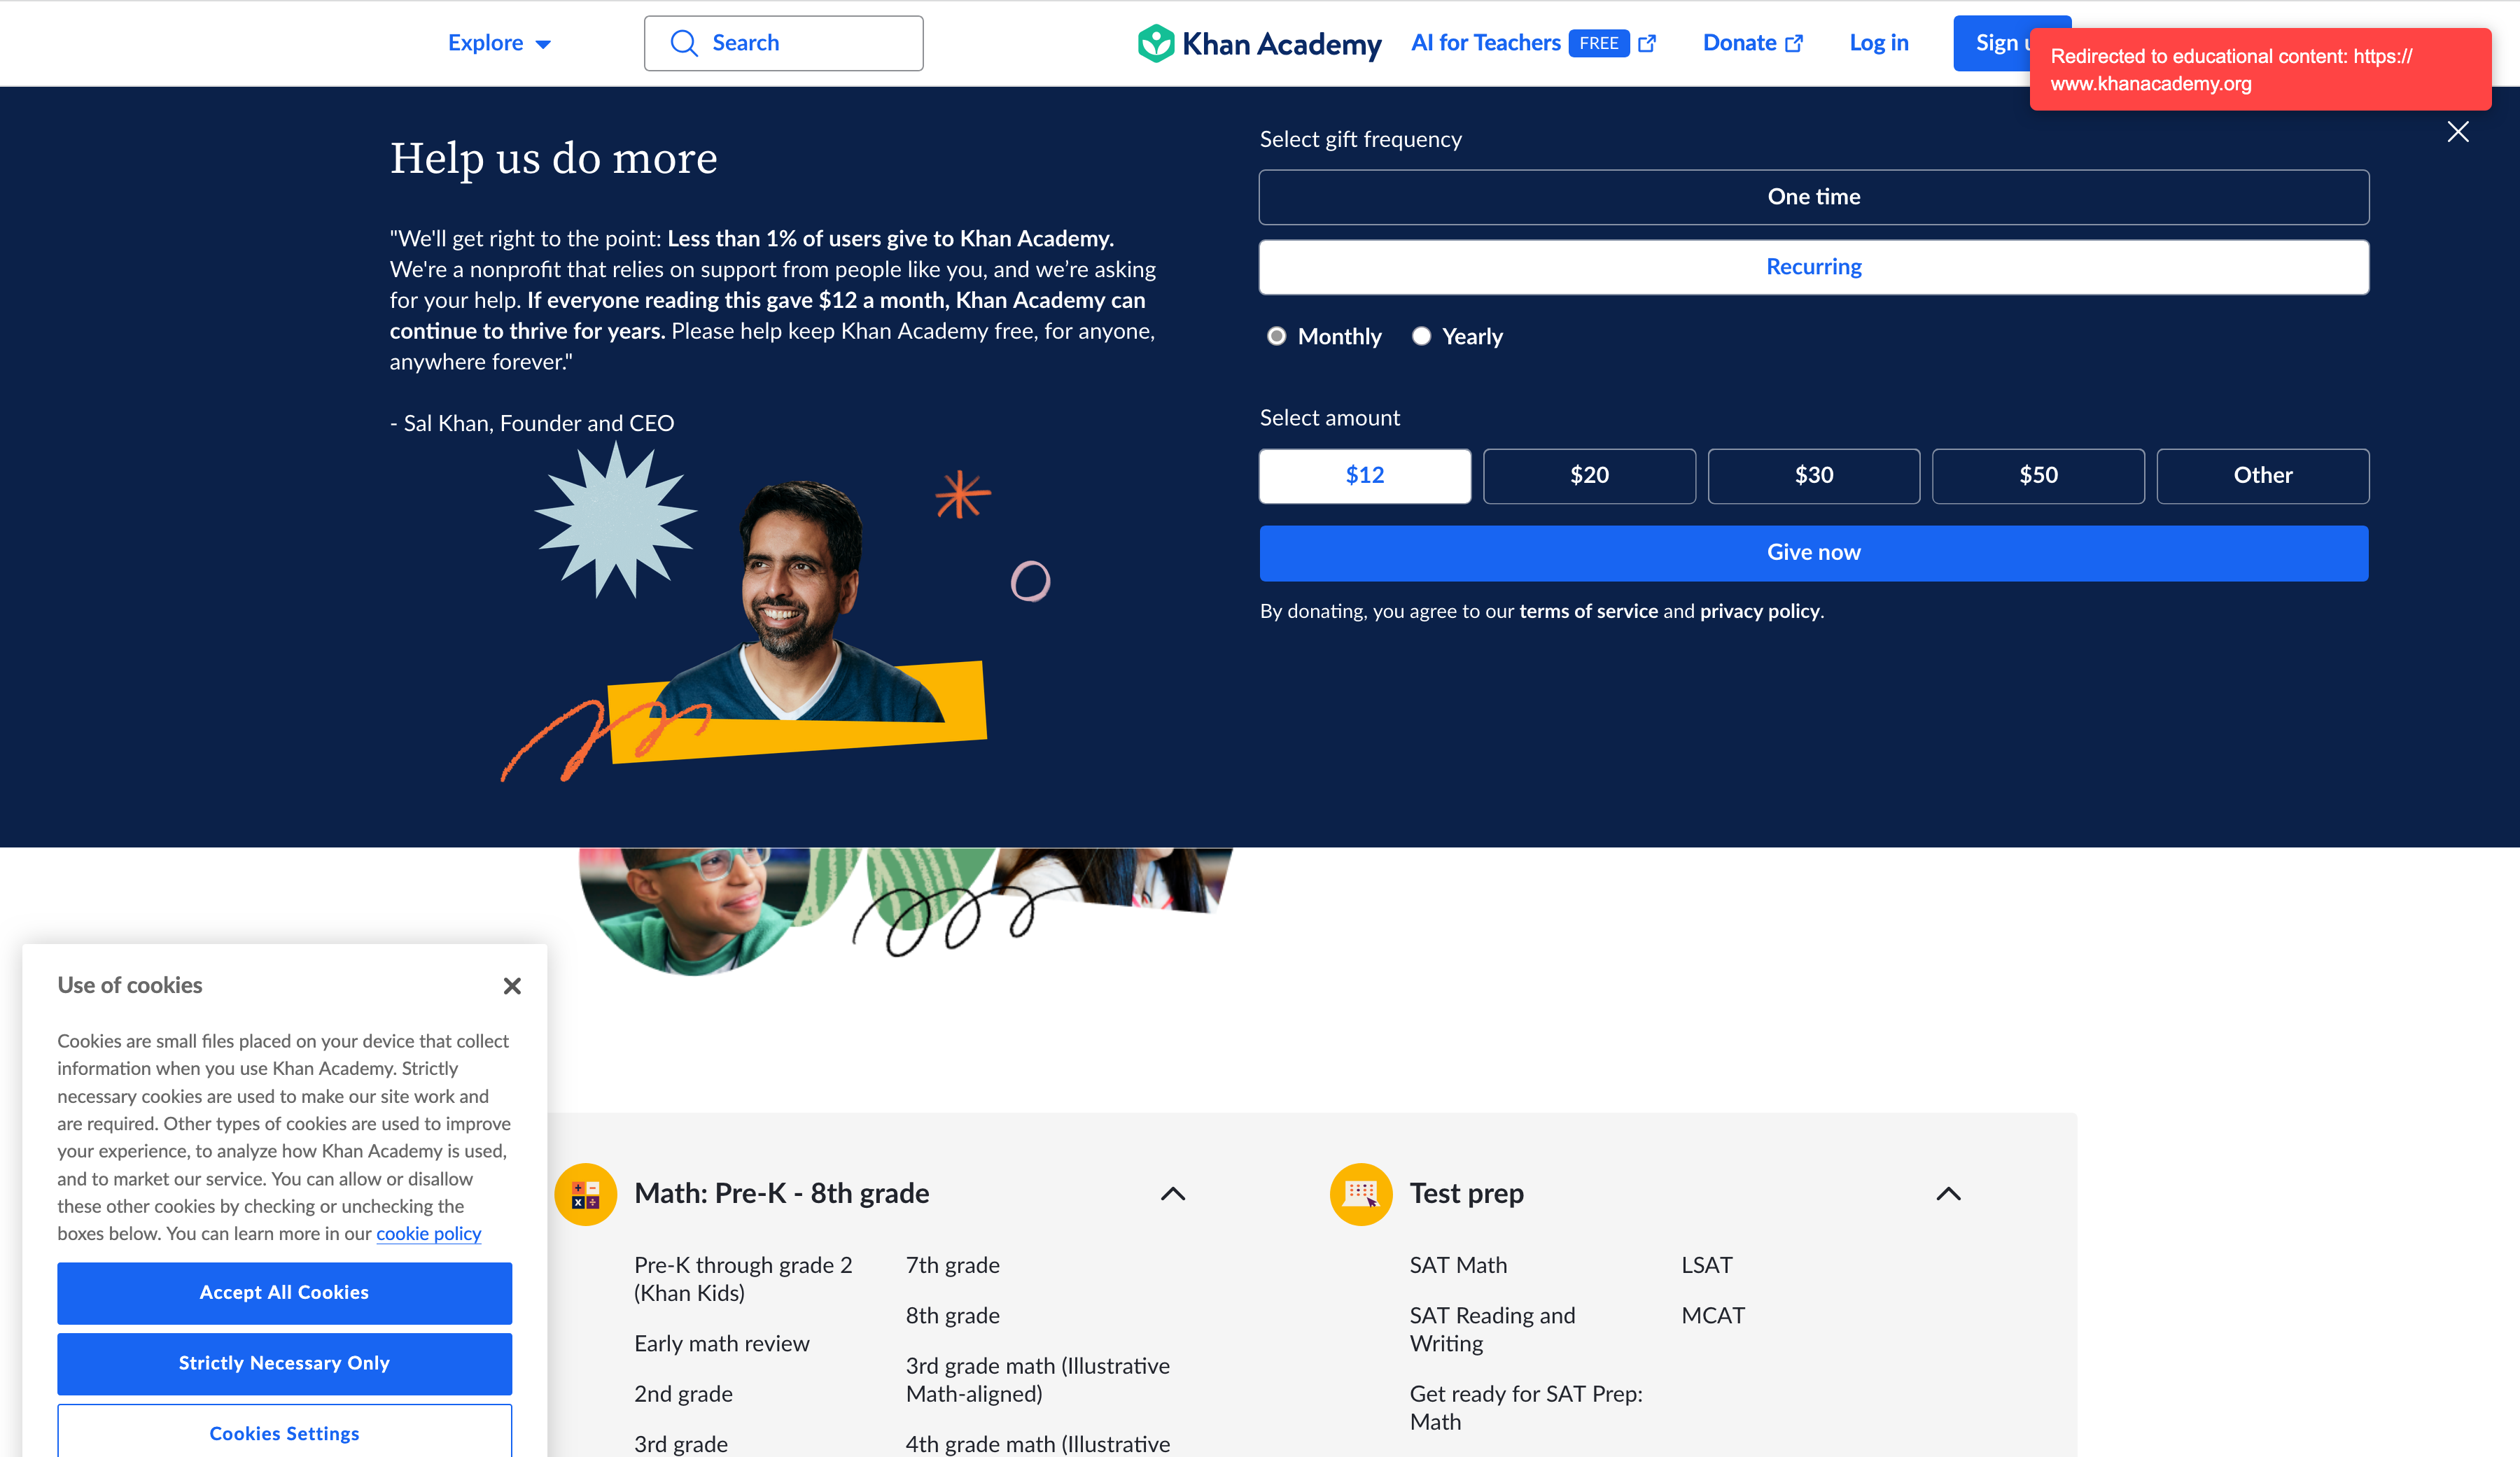 Explore
Search
Khan Academy
AI for Teachers FREE
Donate
Log in
Sign
Redirected to educational content: https://
www.khanacademy.org
Help us do more
"We'll get right to the point: Less than 1% of users give to Khan Academy.
We're a nonprofit that relies on support from people like you, and we’re asking
for your help. If everyone reading this gave $12 a month, Khan Academy can
continue to thrive for years. Please help keep Khan Academy free, for anyone,
anywhere forever."
- Sal Khan, Founder and CEO
Select gift frequency
One time
Recurring
Monthly
Yearly
Select amount
$12
$20
$30
$50
Other
Give now
By donating, you agree to our terms of service and privacy policy.
Use of cookies
Cookies are small files placed on your device that collect
information when you use Khan Academy. Strictly
necessary cookies are used to make our site work and
are required. Other types of cookies are used to improve
your experience, to analyze how Khan Academy is used,
and to market our service. You can allow or disallow
these other cookies by checking or unchecking the
boxes below. You can learn more in our cookie policy
Accept All Cookies
Strictly Necessary Only
Cookies Settings
Math: Pre-K - 8th grade
Pre-K through grade 2
(Khan Kids)
Early math review
2nd grade
3rd grade
7th grade
8th grade
3rd grade math (Illustrative
Math-aligned)
4th grade math (Illustrative
Test prep
SAT Math
SAT Reading and
Writing
Get ready for SAT Prep:
Math
LSAT
MCAT